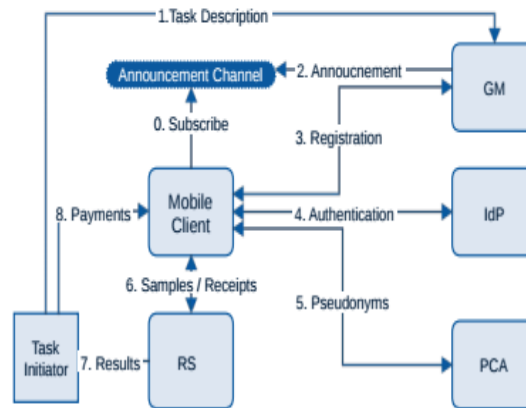 1.Task Description
Announcement Channel
2. Annoucnement
GM
0. Subscribe
3. Registration
Mobile
Client
8. Payments
4. Authentication
IdP
6. Samples / Receipts
5. Pseudonyms
Task
Initiator
7. Results
RS
PCA